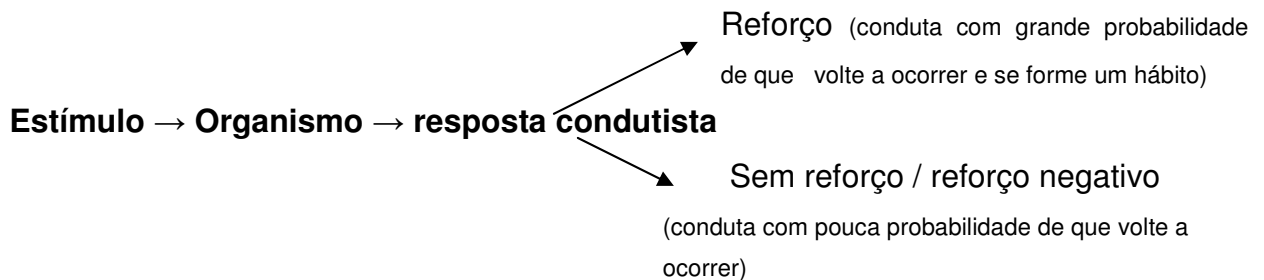 Reforço (conduta com grande probabilidade
de que volte a ocorrer e se forme um hábito)
Estímulo → Organismo → resposta condutista
Sem reforço / reforço negativo
(conduta com pouca probabilidade de que volte a
ocorrer)